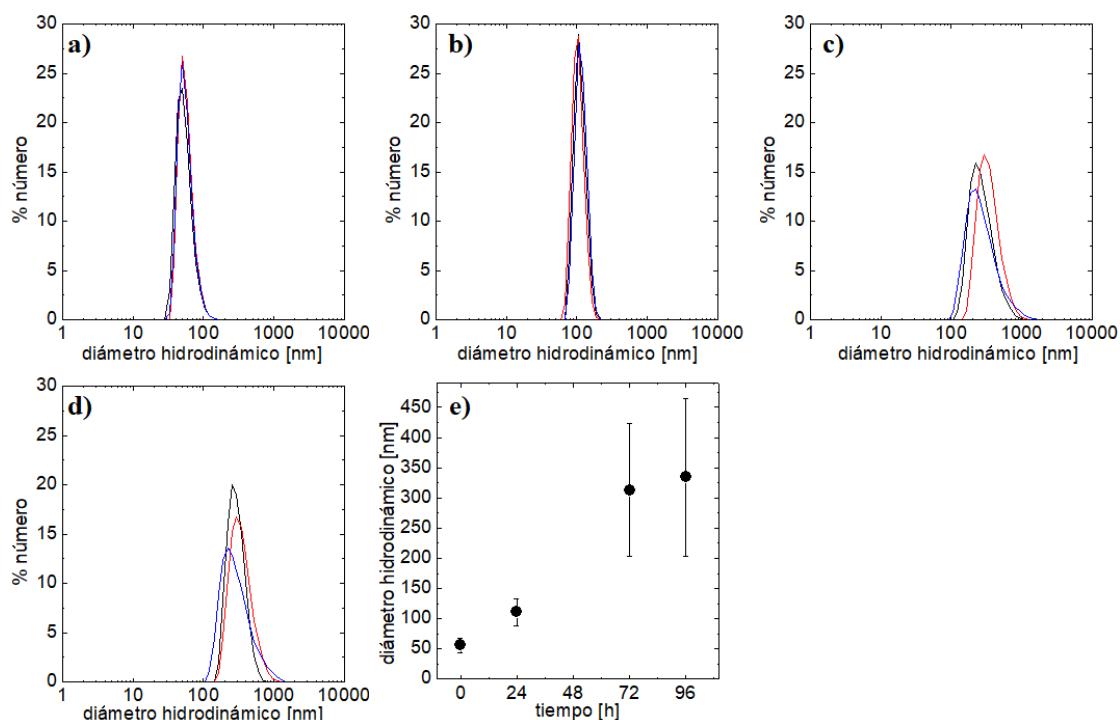 a)
30
25
20
15
10
5
0
% número
1 10 100 1000 10000
diámetro hidrodinámico [nm]
b)
30
25
20
15
10
5
0
% número
1 10 100 1000 10000
diámetro hidrodinámico [nm]
c)
30
25
20
15
10
5
0
% número
1 10 100 1000 10000
diámetro hidrodinámico [nm]
d)
30
25
20
15
10
5
0
% número
1 10 100 1000 10000
diámetro hidrodinámico [nm]
e)
450
400
350
300
250
200
150
100
50
0
diámetro hidrodinámico [nm]
0 24 48 72 96
tiempo [h]